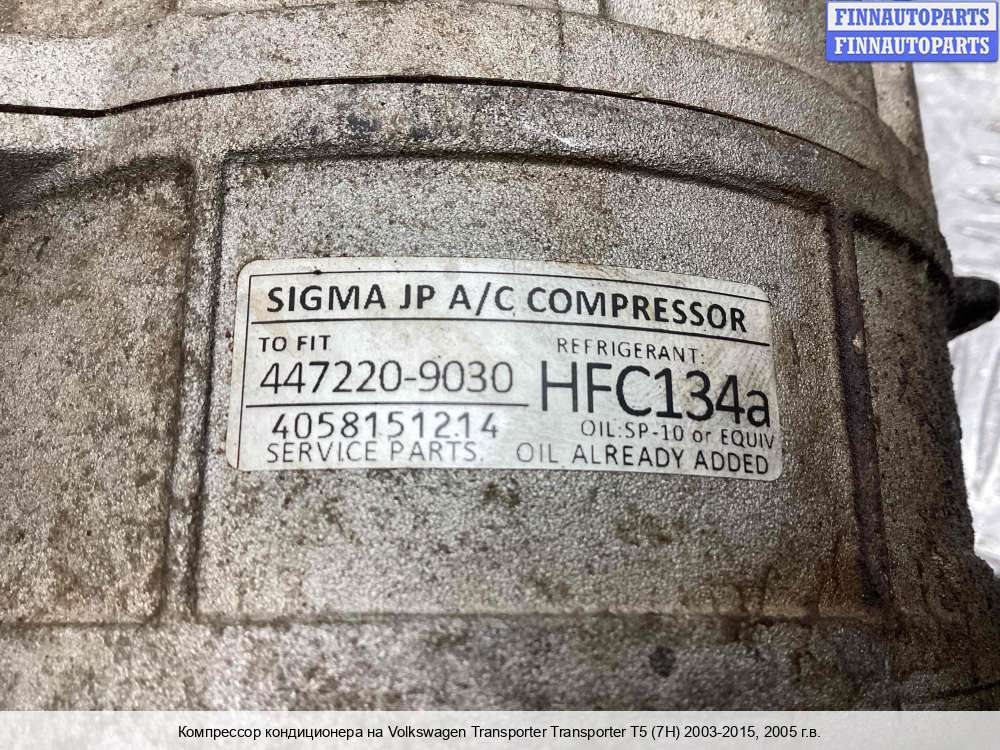 FINNAUTOPARTS
FINNAUTOPARTS
SIGMA JP A/C COMPRESSOR
TO FIT
447220-9030
4058151214
SERVICE PARTS.
REFRIGERANT:
HFC134a
OIL:SP-10 or EQUIV
OIL ALREADY ADDED
Компрессор кондиционера на Volkswagen Transporter Transporter T5 (7H) 2003-2015, 2005 г.в.